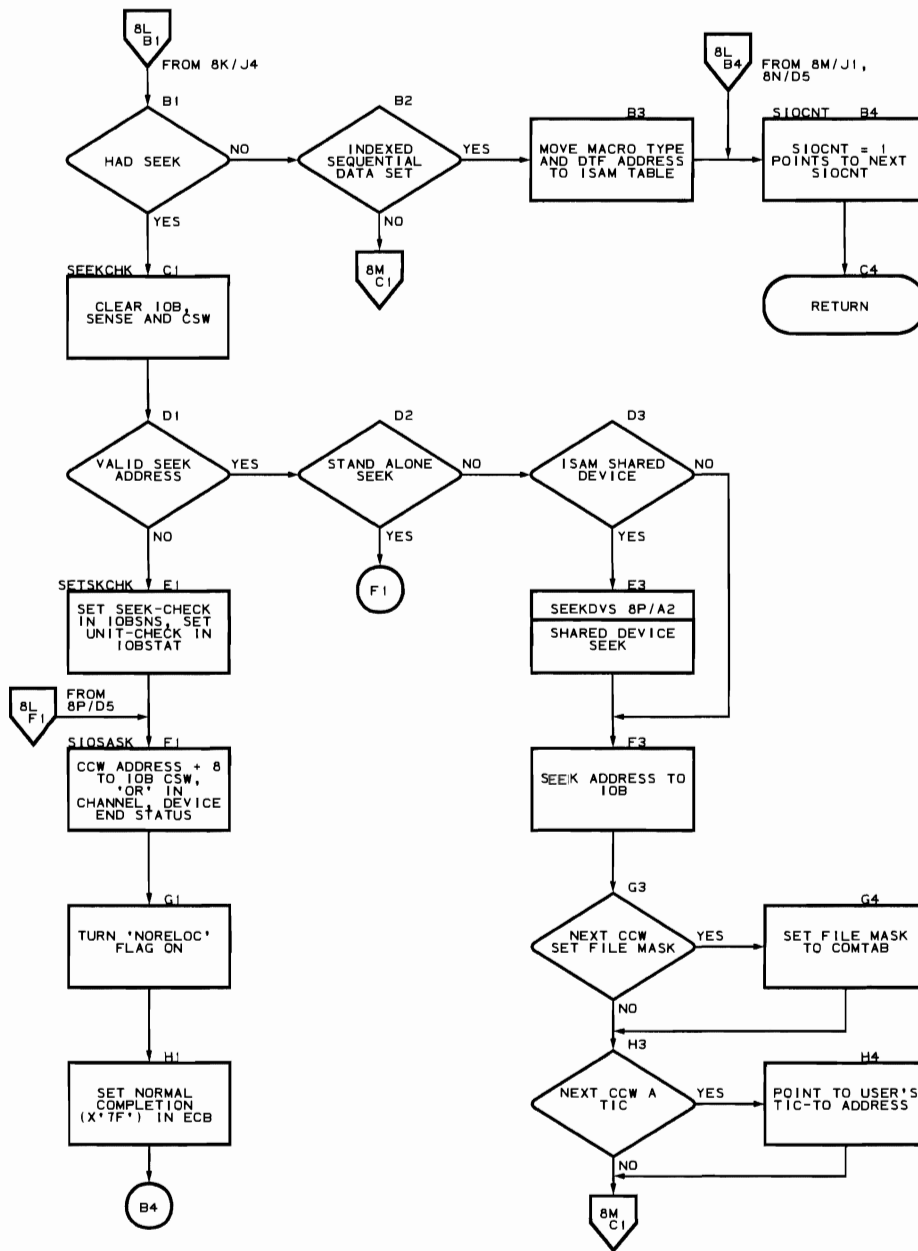 8L
B1
FROM 8K/J4
B1
HAD SEEK
NO
YES
B2
INDEXED
SEQUENTIAL
DATA SET
YES
NO
8M
C1
B3
MOVE MACRO TYPE
AND DTF ADDRESS
TO ISAM TABLE
8L
B4
FROM 8M/J1,
8N/D5
SIOCNT B4
SIOCNT = 1
POINTS TO NEXT
SIOCNT
C4
RETURN
SEEKCHK C1
CLEAR IOB,
SENSE AND CSW
D1
VALID SEEK
ADDRESS
YES
NO
D2
STAND ALONE
SEEK
NO
YES
F1
D3
ISAM SHARED
DEVICE
NO
YES
SETSKCHK E1
SET SEEK-CHECK
IN IOBSNS, SET
UNIT-CHECK IN
IOBSTAT
E3
SEEKDVS 8P/A2
SHARED DEVICE
SEEK
8L
F1
FROM
8P/D5
SIOSASK F1
CCW ADDRESS + 8
TO IOB CSW,
'OR' IN
CHANNEL, DEVICE
END STATUS
F3
SEEK ADDRESS TO
IOB
G1
TURN 'NORELOC'
FLAG ON
G3
NEXT CCW
SET FILE MASK
YES
NO
G4
SET FILE MASK
TO COMTAB
H1
SET NORMAL
COMPLETION
(X'7F') IN ECB
B4
H3
NEXT CCW A
TIC
YES
NO
H4
POINT TO USER'S
TIC-TO ADDRESS
8M
C1